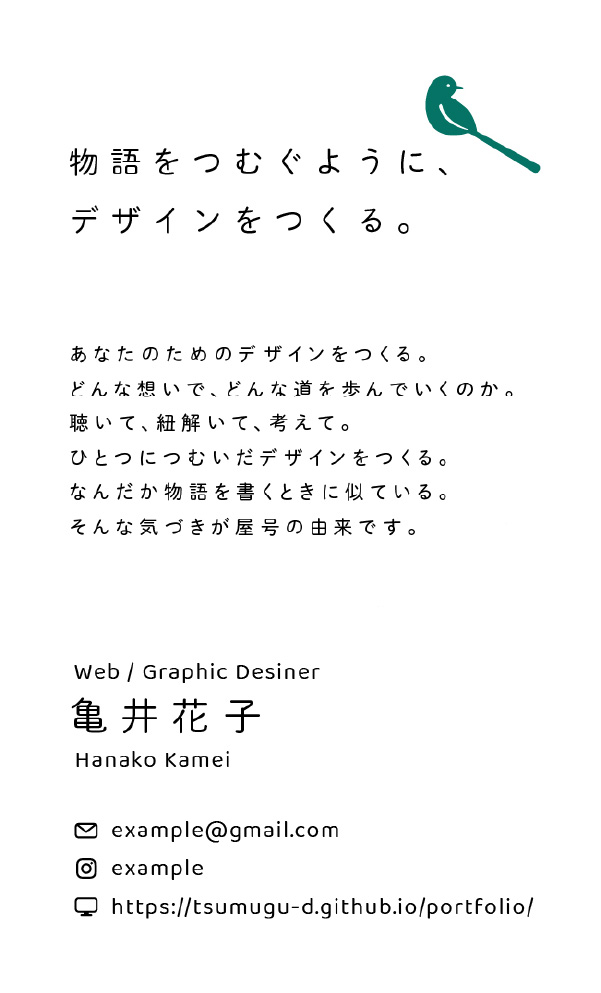 物語をつむぐように、
デザインをつくる。
あなたのためのデザインをつくる。
どんな想いで、どんな道を歩んでいくのか。
聴いて、紐解いて、考えて。
ひとつにつむいだデザインをつくる。
なんだか物語を書くときに似ている。
そんな気づきが屋号の由来です。
Web / Graphic Desiner
亀井花子
Hanako Kamei
example@gmail.com
example
https://tsumugu-d.github.io/portfolio/